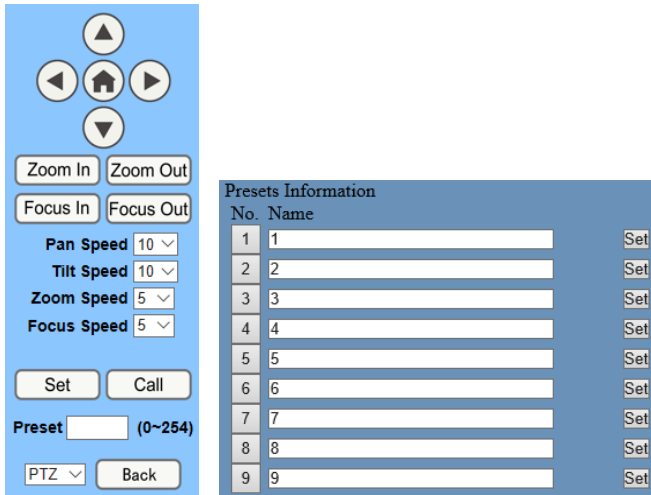 Zoom In Zoom Out
Focus In Focus Out
Pan Speed 10
Tilt Speed 10
Zoom Speed 5
Focus Speed 5
Set Call
Preset (0~254)
PTZ Back
Presets Information
No. Name
1 1 Set
2 2 Set
3 3 Set
4 4 Set
5 5 Set
6 6 Set
7 7 Set
8 8 Set
9 9 Set